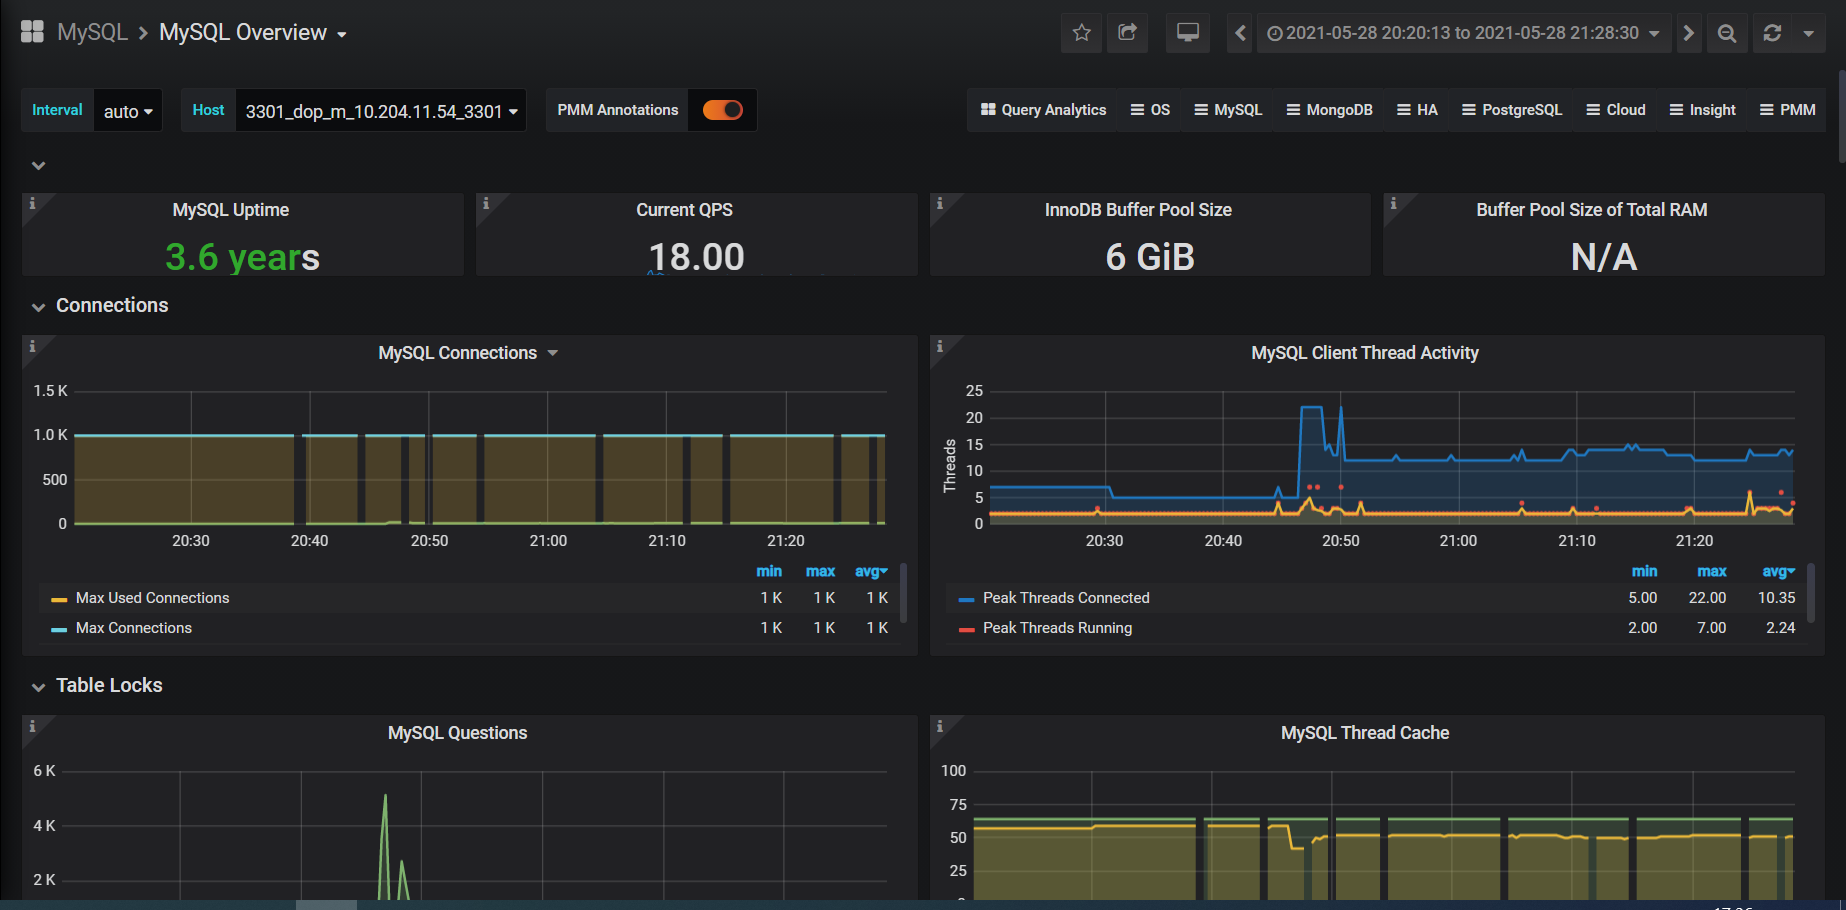 MySQL > MySQL Overview
2021-05-28 20:20:13 to 2021-05-28 21:28:30
Interval auto Host 3301_dop_m_10.204.11.54_3301 PMM Annotations
Query Analytics OS MySQL MongoDB HA PostgreSQL Cloud Insight PMM
MySQL Uptime
3.6 years
Current QPS
18.00
InnoDB Buffer Pool Size
6 GiB
Buffer Pool Size of Total RAM
N/A
Connections
MySQL Connections
1.5 K
1.0 K
500
0
20:30 20:40 20:50 21:00 21:10 21:20
min max avg
Max Used Connections 1 K 1 K 1 K
Max Connections 1 K 1 K 1 K
MySQL Client Thread Activity
Threads
25
20
15
10
5
0
20:30 20:40 20:50 21:00 21:10 21:20
min max avg
Peak Threads Connected 5.00 22.00 10.35
Peak Threads Running 2.00 7.00 2.24
Table Locks
MySQL Questions
6 K
4 K
2 K
MySQL Thread Cache
100
75
50
25